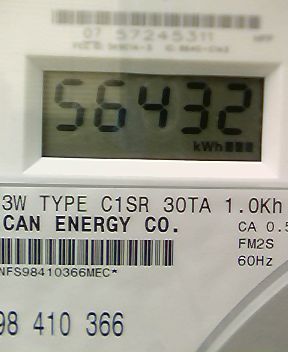 07 57245311
56432
kWh
3W TYPE C1SR 30TA 1.0Kh
CAN ENERGY CO.
CA 0.5
FM2S
NFS98410366MEC*
60Hz
98 410 366